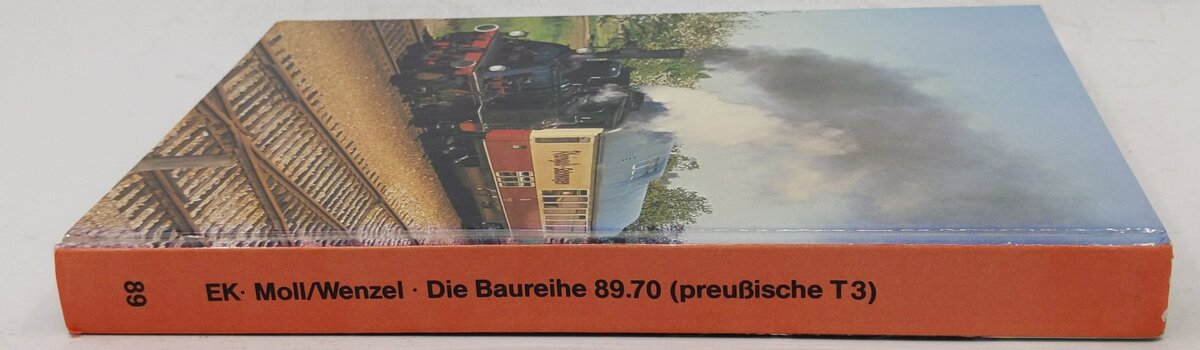 89
EK· Moll/Wenzel · Die Baureihe 89.70 (preußische T3)